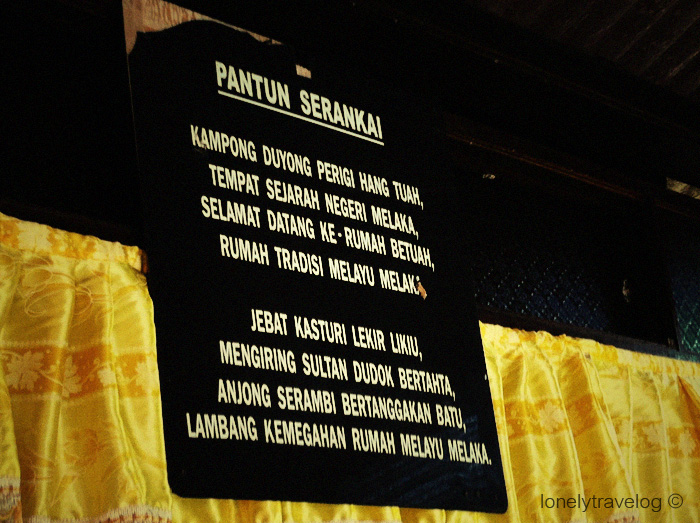 PANTUN SERANKAI
KAMPONG DUYONG PERIGI HANG TUAH,
TEMPAT SEJARAH NEGERI MELAKA,
SELAMAT DATANG KE-RUMAH BETUAH,
RUMAH TRADISI MELAYU MELAK
JEBAT KASTURI LEKIR LIKIU,
MENGIRING SULTAN DUDOK BERTAHTA,
ANJONG SERAMBI BERTANGGAKAN BATU,
LAMBANG KEMEGAHAN RUMAH MELAYU MELAKA.
lonelytravelog ©